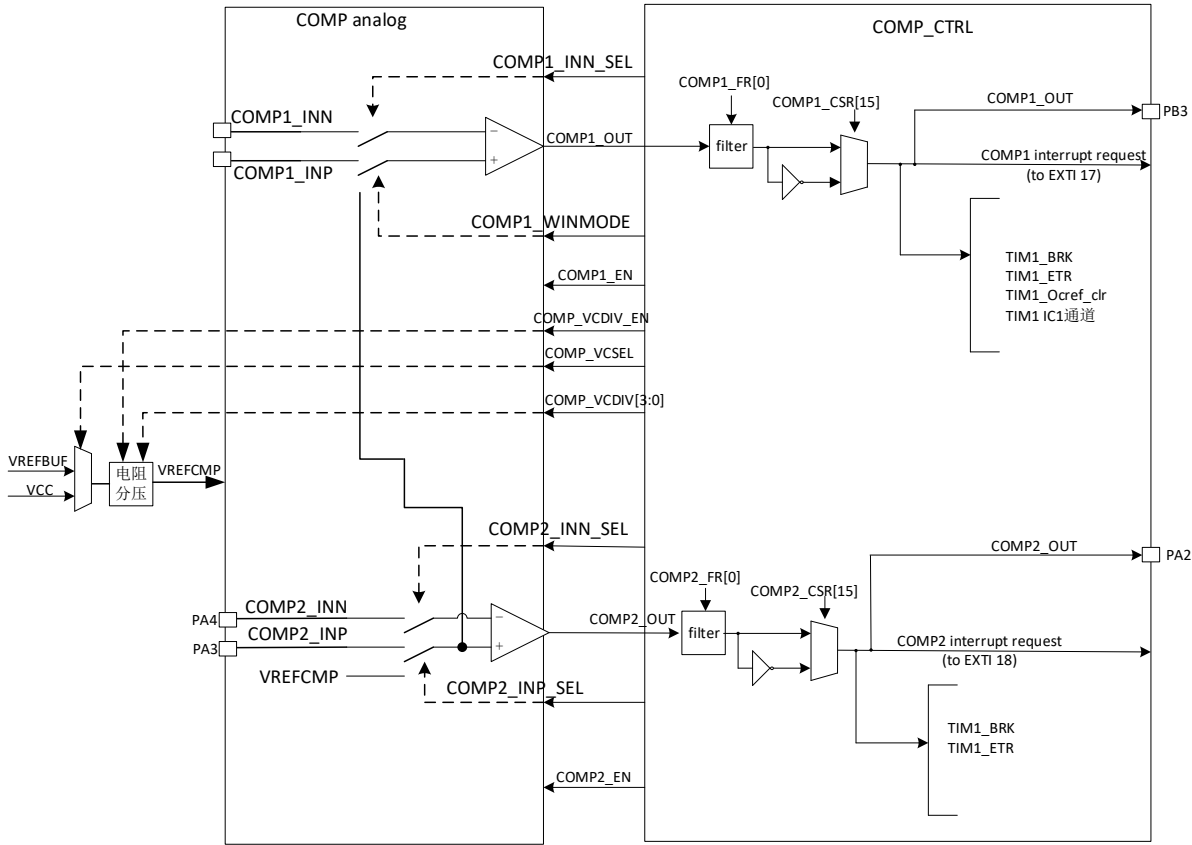 COMP analog
COMP_CTRL
COMP1_INN_SEL
COMP1_FR[0]
COMP1_CSR[15]
COMP1_OUT
PB3
COMP1_INN
−
COMP1_OUT
filter
COMP1_INP
+
COMP1 interrupt request
(to EXTI 17)
COMP1_WINMODE
COMP1_EN
TIM1_BRK
TIM1_ETR
TIM1_Ocref_clr
TIM1 IC1通道
COMP_VCDIV_EN
COMP_VCSEL
COMP_VCDIV[3:0]
VREFBUF
VCC
电阻
分压
VREFCMP
COMP2_INN_SEL
COMP2_OUT
PA2
COMP2_FR[0]
COMP2_CSR[15]
PA4
COMP2_INN
−
COMP2_OUT
filter
PA3
COMP2_INP
+
COMP2 interrupt request
(to EXTI 18)
VREFCMP
COMP2_INP_SEL
TIM1_BRK
TIM1_ETR
COMP2_EN